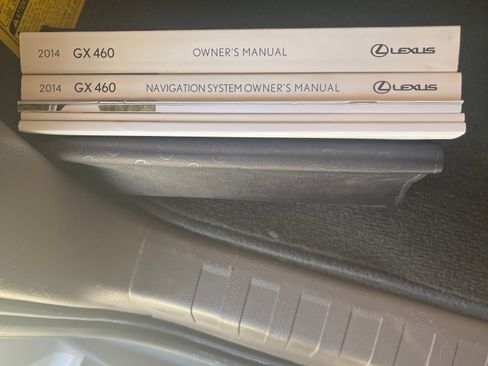 2014 GX 460 OWNER'S MANUAL LEXUS
2014 GX 460 NAVIGATION SYSTEM OWNER'S MANUAL LEXUS